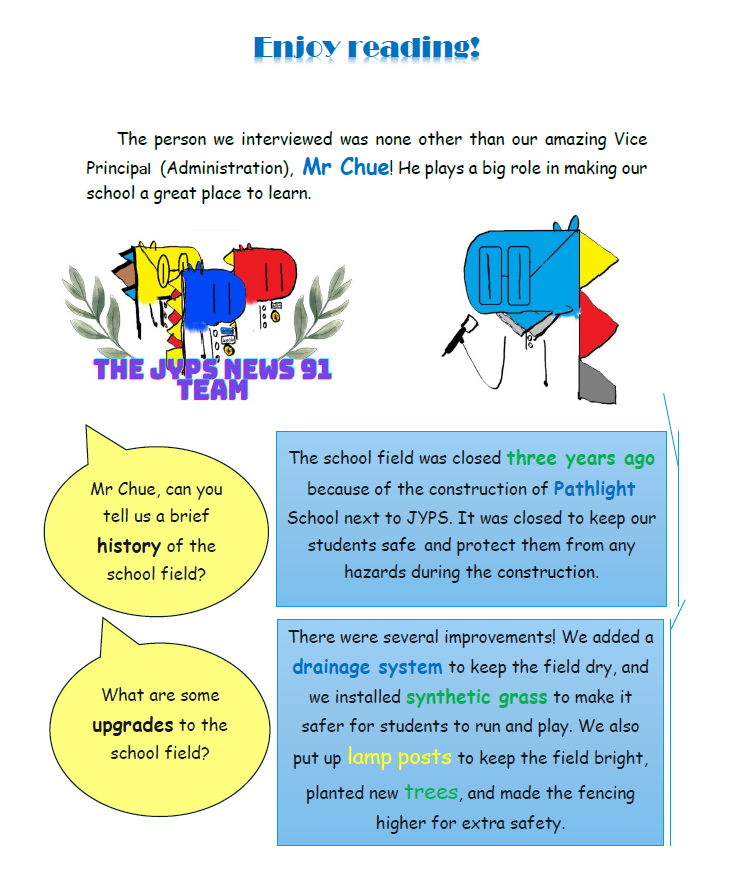 Enjoy reading!
The person we interviewed was none other than our amazing Vice
Principal (Administration), Mr Chue! He plays a big role in making our
school a great place to learn.
THE JYPS NEWS 91
TEAM
Mr Chue, can you
tell us a brief
history of the
school field?
The school field was closed three years ago
because of the construction of Pathlight
School next to JYPS. It was closed to keep our
students safe and protect them from any
hazards during the construction.
What are some
upgrades to the
school field?
There were several improvements! We added a
drainage system to keep the field dry, and
we installed synthetic grass to make it
safer for students to run and play. We also
put up lamp posts to keep the field bright,
planted new trees, and made the fencing
higher for extra safety.